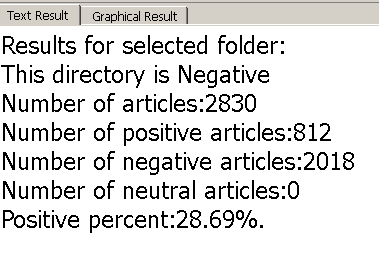 Text Result Graphical Result
Results for selected folder:
This directory is Negative
Number of articles:2830
Number of positive articles:812
Number of negative articles:2018
Number of neutral articles:0
Positive percent:28.69%.